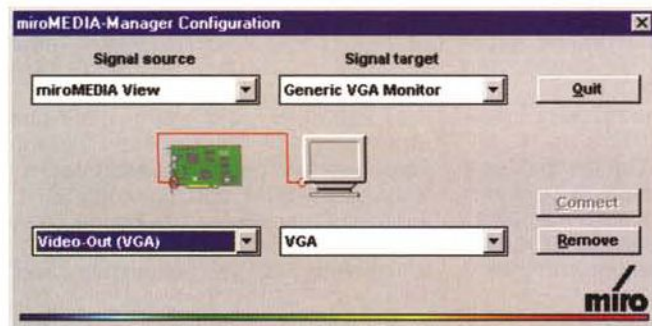 miroMEDIA-Manager Configuration
Signal source
Signal target
miroMEDIA View
Generic VGA Monitor
Quit
Connect
Video-Out (VGA)
VGA
Remove
miro